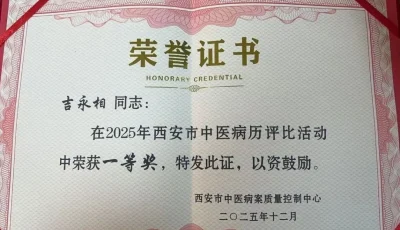 荣誉证书
HONORARY CREDENTIAL
吉永相 同志：
在2025年西安市中医病历评比活动
中荣获一等奖，特发此证，以资鼓励。
西安市中医病案质量控制中心
二〇二五年十二月